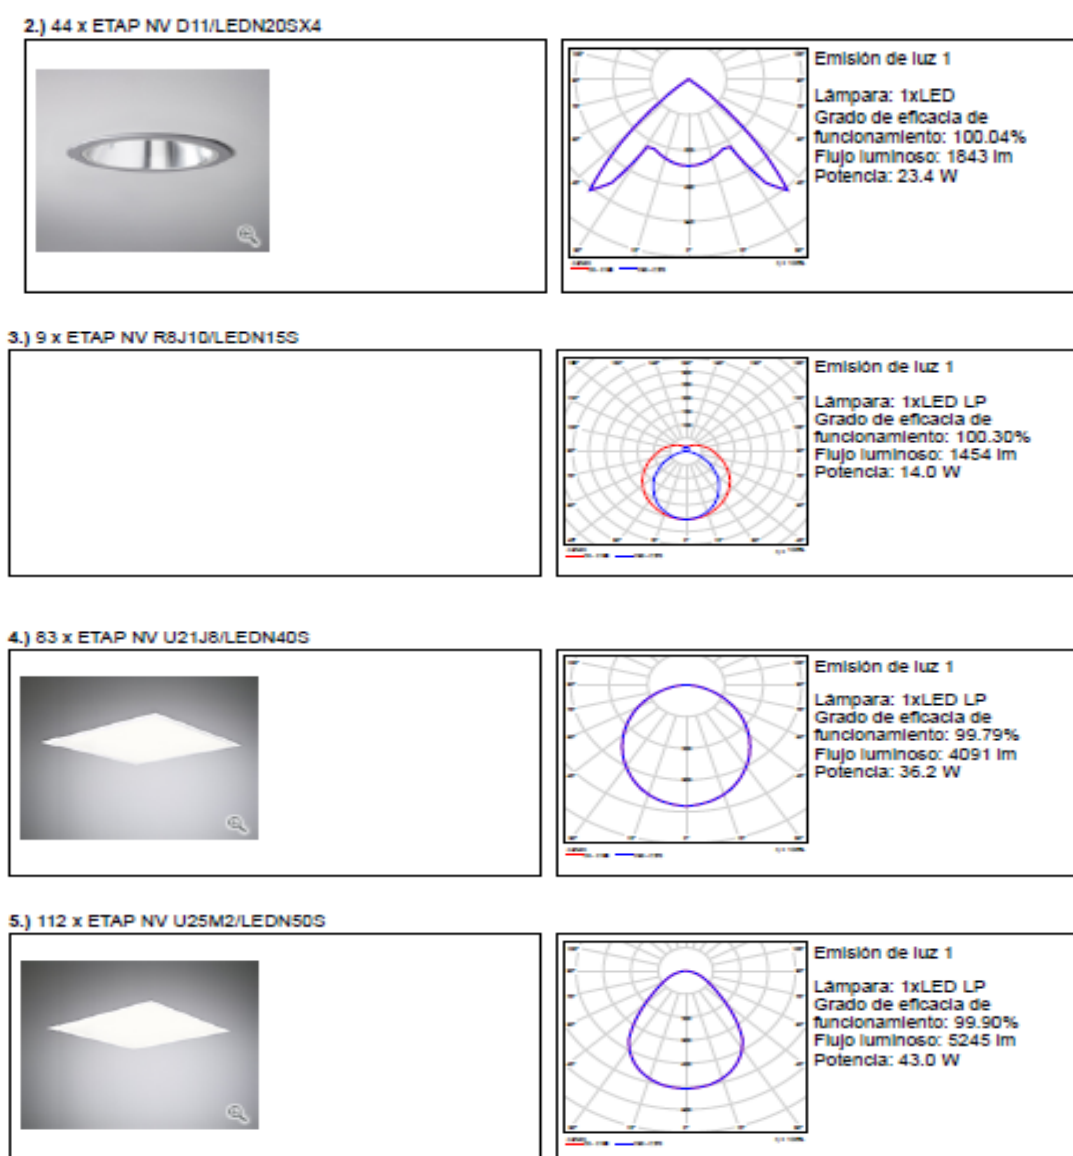 2.) 44 x ETAP NV D11/LEDN20SX4
Emisión de luz 1
Lámpara: 1xLED
Grado de eficacia de
funcionamiento: 100.04%
Flujo luminoso: 1843 lm
Potencia: 23.4 W
3.) 9 x ETAP NV R8J10/LEDN15S
Emisión de luz 1
Lámpara: 1xLED LP
Grado de eficacia de
funcionamiento: 100.30%
Flujo luminoso: 1454 lm
Potencia: 14.0 W
4.) 83 x ETAP NV U21J8/LEDN40S
Emisión de luz 1
Lámpara: 1xLED LP
Grado de eficacia de
funcionamiento: 99.79%
Flujo luminoso: 4091 lm
Potencia: 36.2 W
5.) 112 x ETAP NV U25M2/LEDN50S
Emisión de luz 1
Lámpara: 1xLED LP
Grado de eficacia de
funcionamiento: 99.90%
Flujo luminoso: 5245 lm
Potencia: 43.0 W